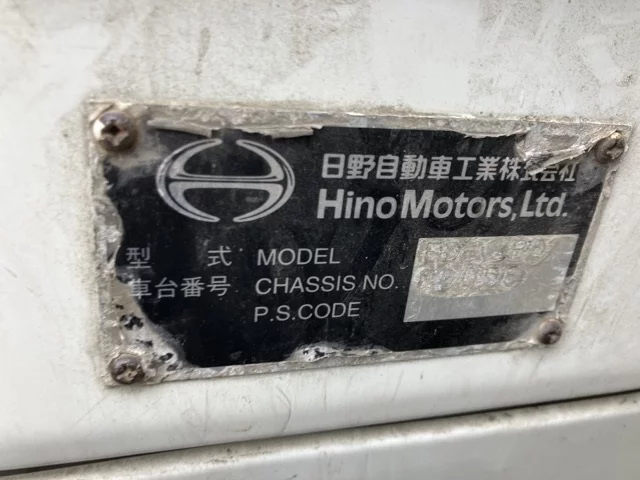 日野自動車工業株式会社
Hino Motors, Ltd.
型 式 MODEL
車台番号 CHASSIS NO.
P.S.CODE